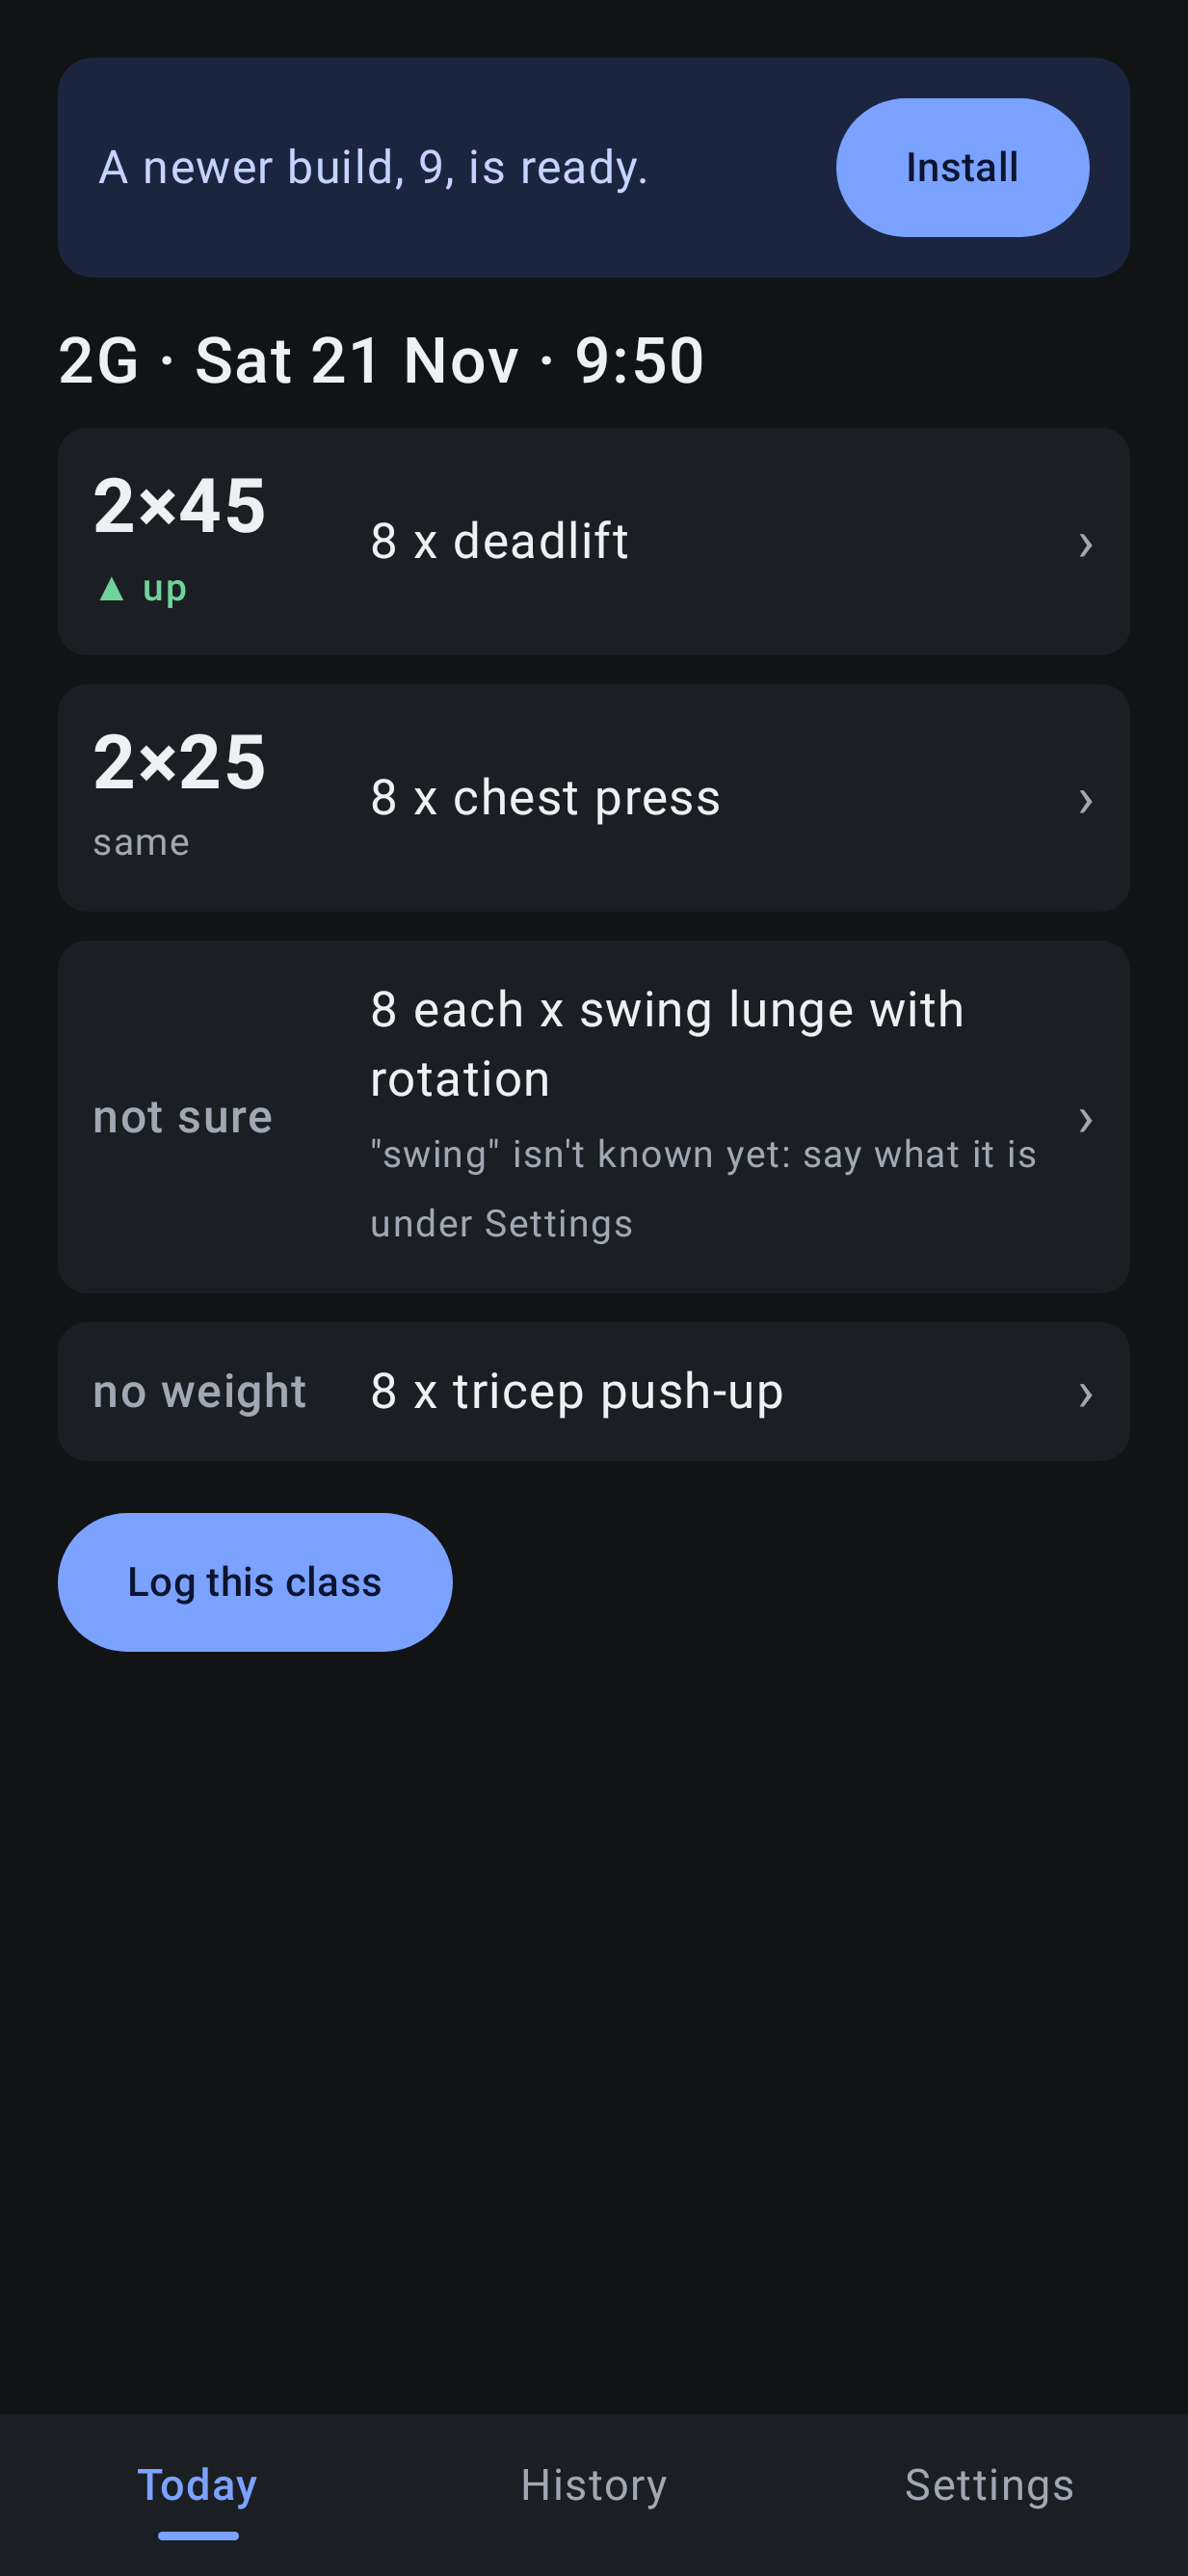 A newer build, 9, is ready.
Install
2G · Sat 21 Nov · 9:50
2×45
▲ up
8 x deadlift
›
2×25
same
8 x chest press
›
not sure
8 each x swing lunge with
rotation
"swing" isn't known yet: say what it is
under Settings
›
no weight
8 x tricep push-up
›
Log this class
Today
History
Settings